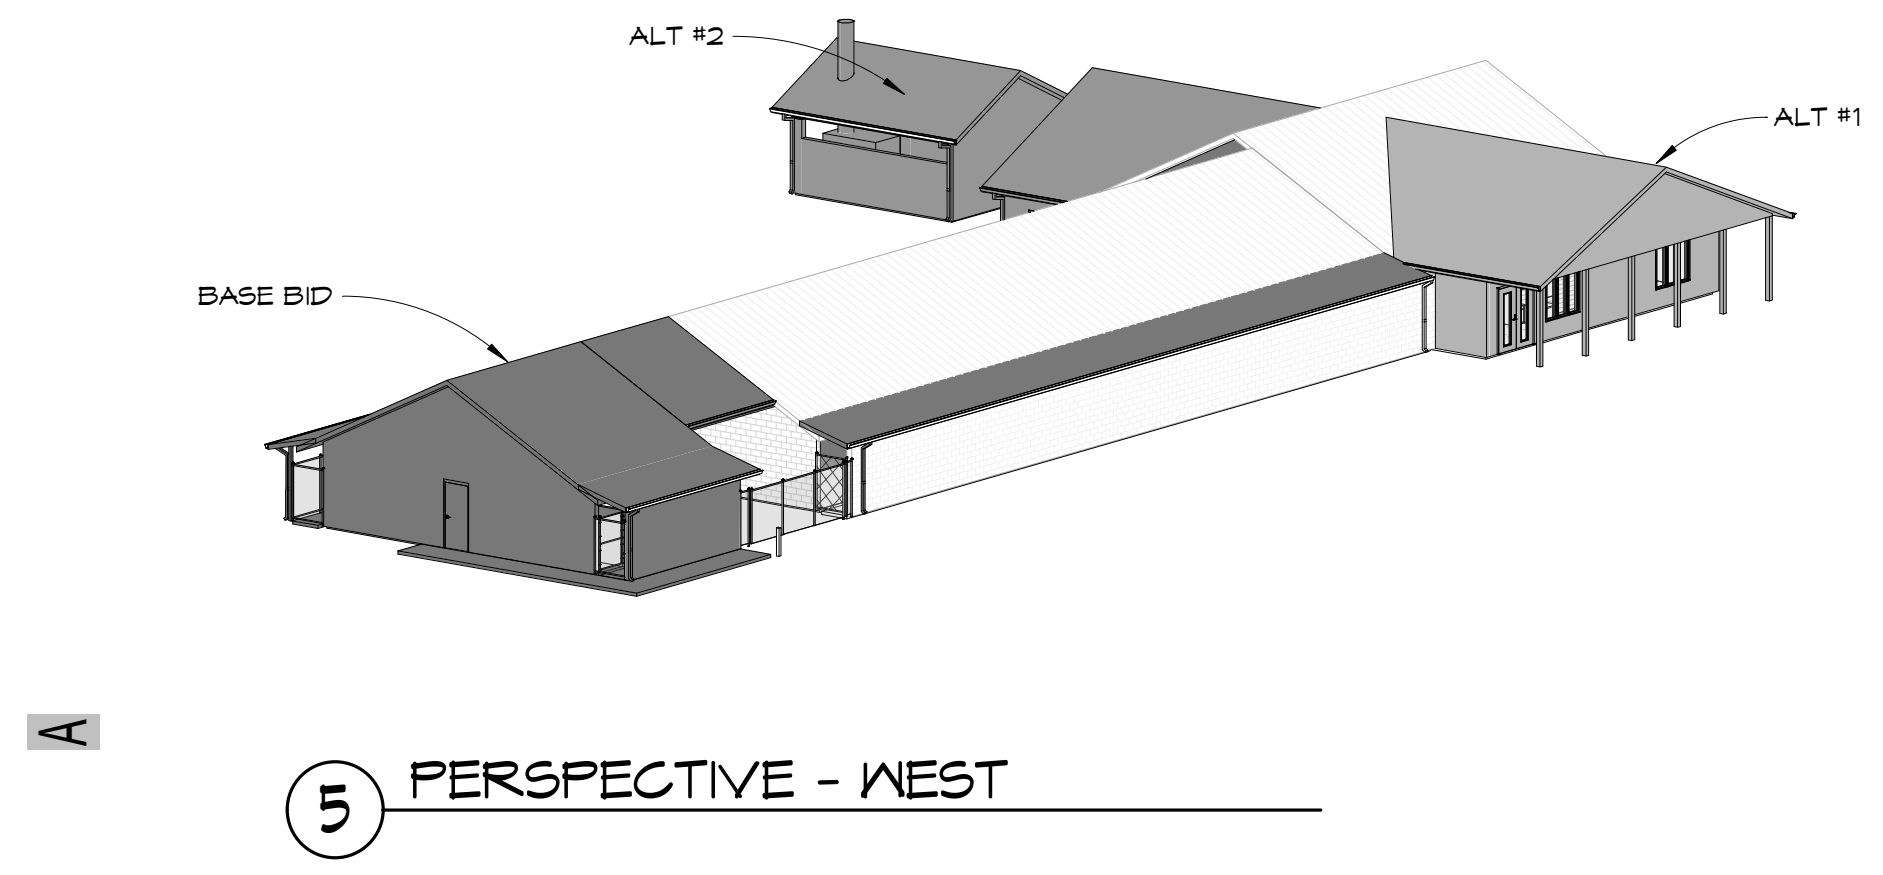 ALT #2
ALT #1
BASE BID
A
5
PERSPECTIVE - WEST